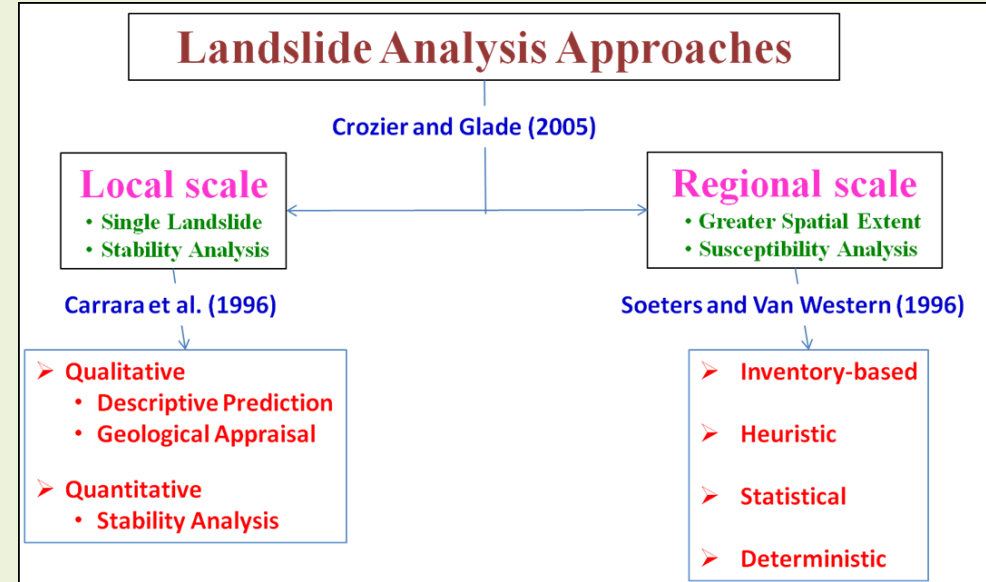 Landslide Analysis Approaches
Crozier and Glade (2005)
Local scale
• Single Landslide
• Stability Analysis
Regional scale
• Greater Spatial Extent
• Susceptibility Analysis
Carrara et al. (1996)
Soeters and Van Western (1996)
➢ Qualitative
• Descriptive Prediction
• Geological Appraisal
➢ Quantitative
• Stability Analysis
➢ Inventory-based
➢ Heuristic
➢ Statistical
➢ Deterministic